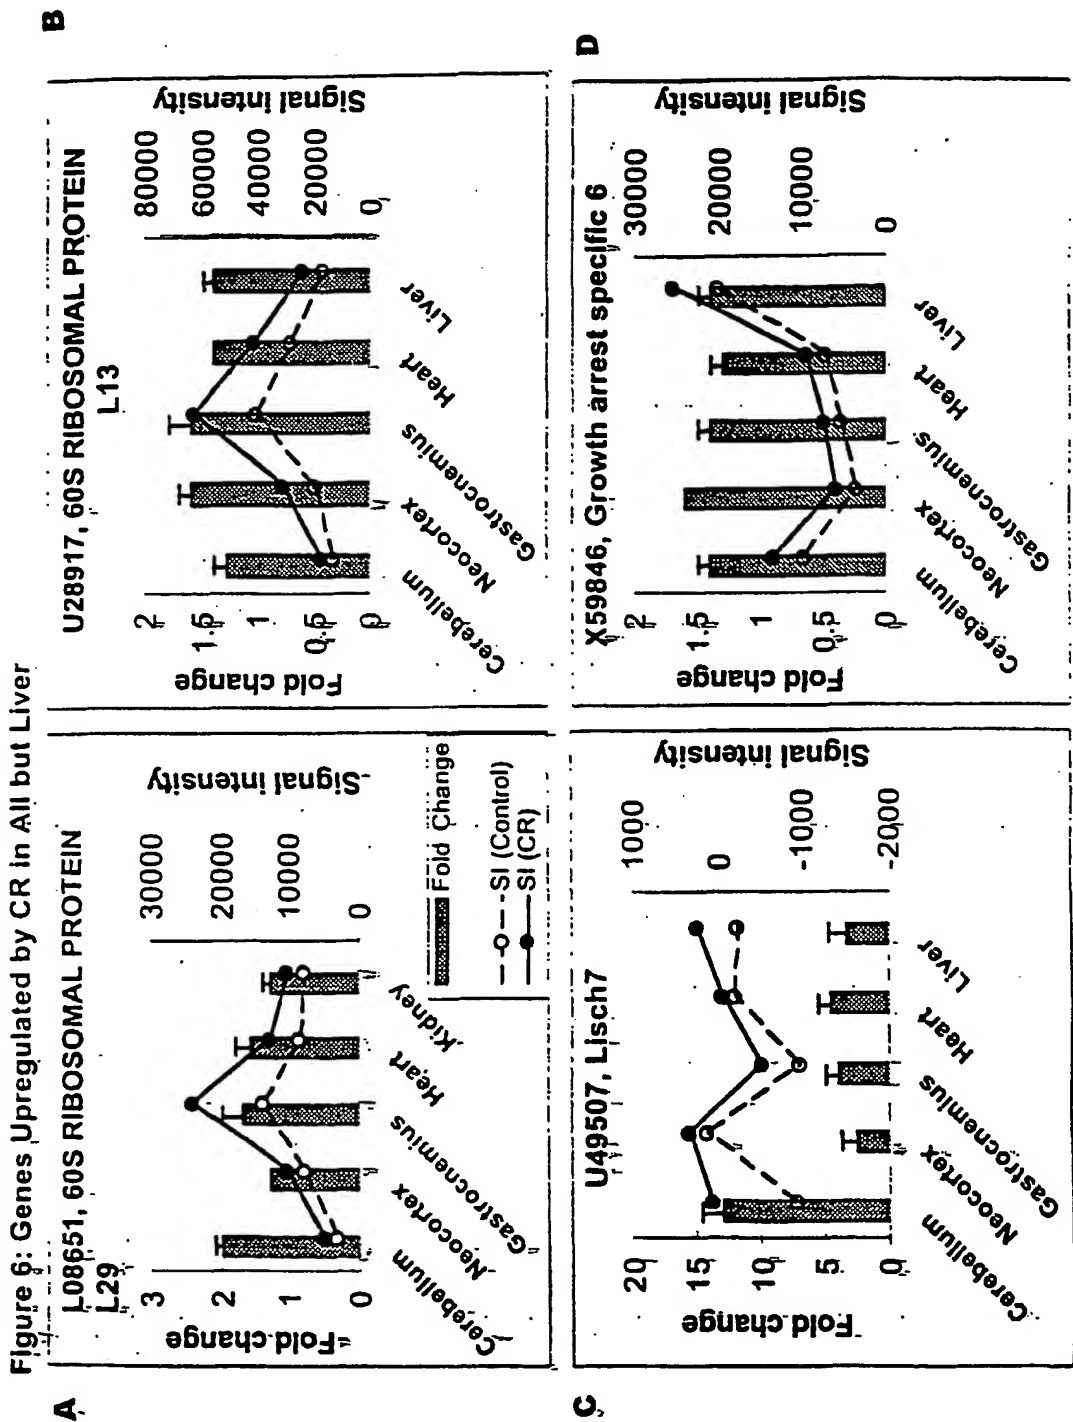 Figure 6: Genes Upregulated by CR in All but Liver
A
L08651, 60S RIBOSOMAL PROTEIN
L29
Fold change
3
2
1
0
Signal intensity
30000
20000
10000
0
Cerebellum
Neocortex
Gastrocnemius
Heart
Kidney
Fold Change
SI (Control)
SI (CR)
B
U28917, 60S RIBOSOMAL PROTEIN
L13
Fold change
2
1.5
1
0.5
0
Signal intensity
80000
60000
40000
20000
0
Cerebellum
Neocortex
Gastrocnemius
Heart
Liver
C
U49507, Lisch7
Fold change
20
15
10
5
0
Signal intensity
1000
0
-1000
-2000
Cerebellum
Neocortex
Gastrocnemius
Heart
Liver
D
X59846, Growth arrest specific 6
Fold change
2
1.5
1
0.5
0
Signal intensity
30000
20000
10000
0
Cerebellum
Neocortex
Gastrocnemius
Heart
Liver